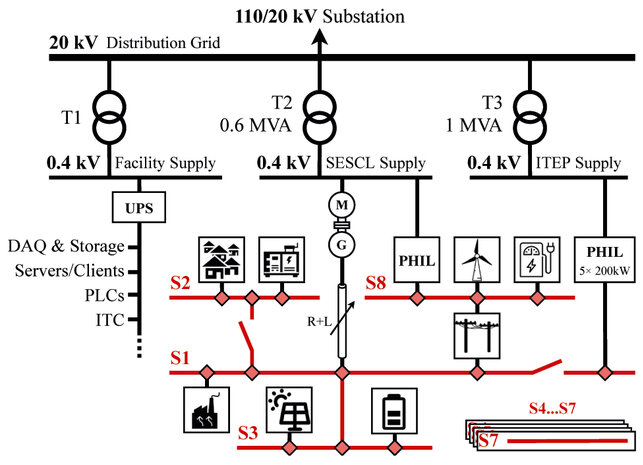 110/20 kV Substation
20 kV Distribution Grid
T1
T2
0.6 MVA
T3
1 MVA
0.4 kV Facility Supply
0.4 kV SESCL Supply
0.4 kV ITEP Supply
UPS
M
G
PHIL
PHIL
5× 200kW
DAQ & Storage
Servers/Clients
PLCs
ITC
S2
S8
R+L
S1
S3
S4...S7
S7